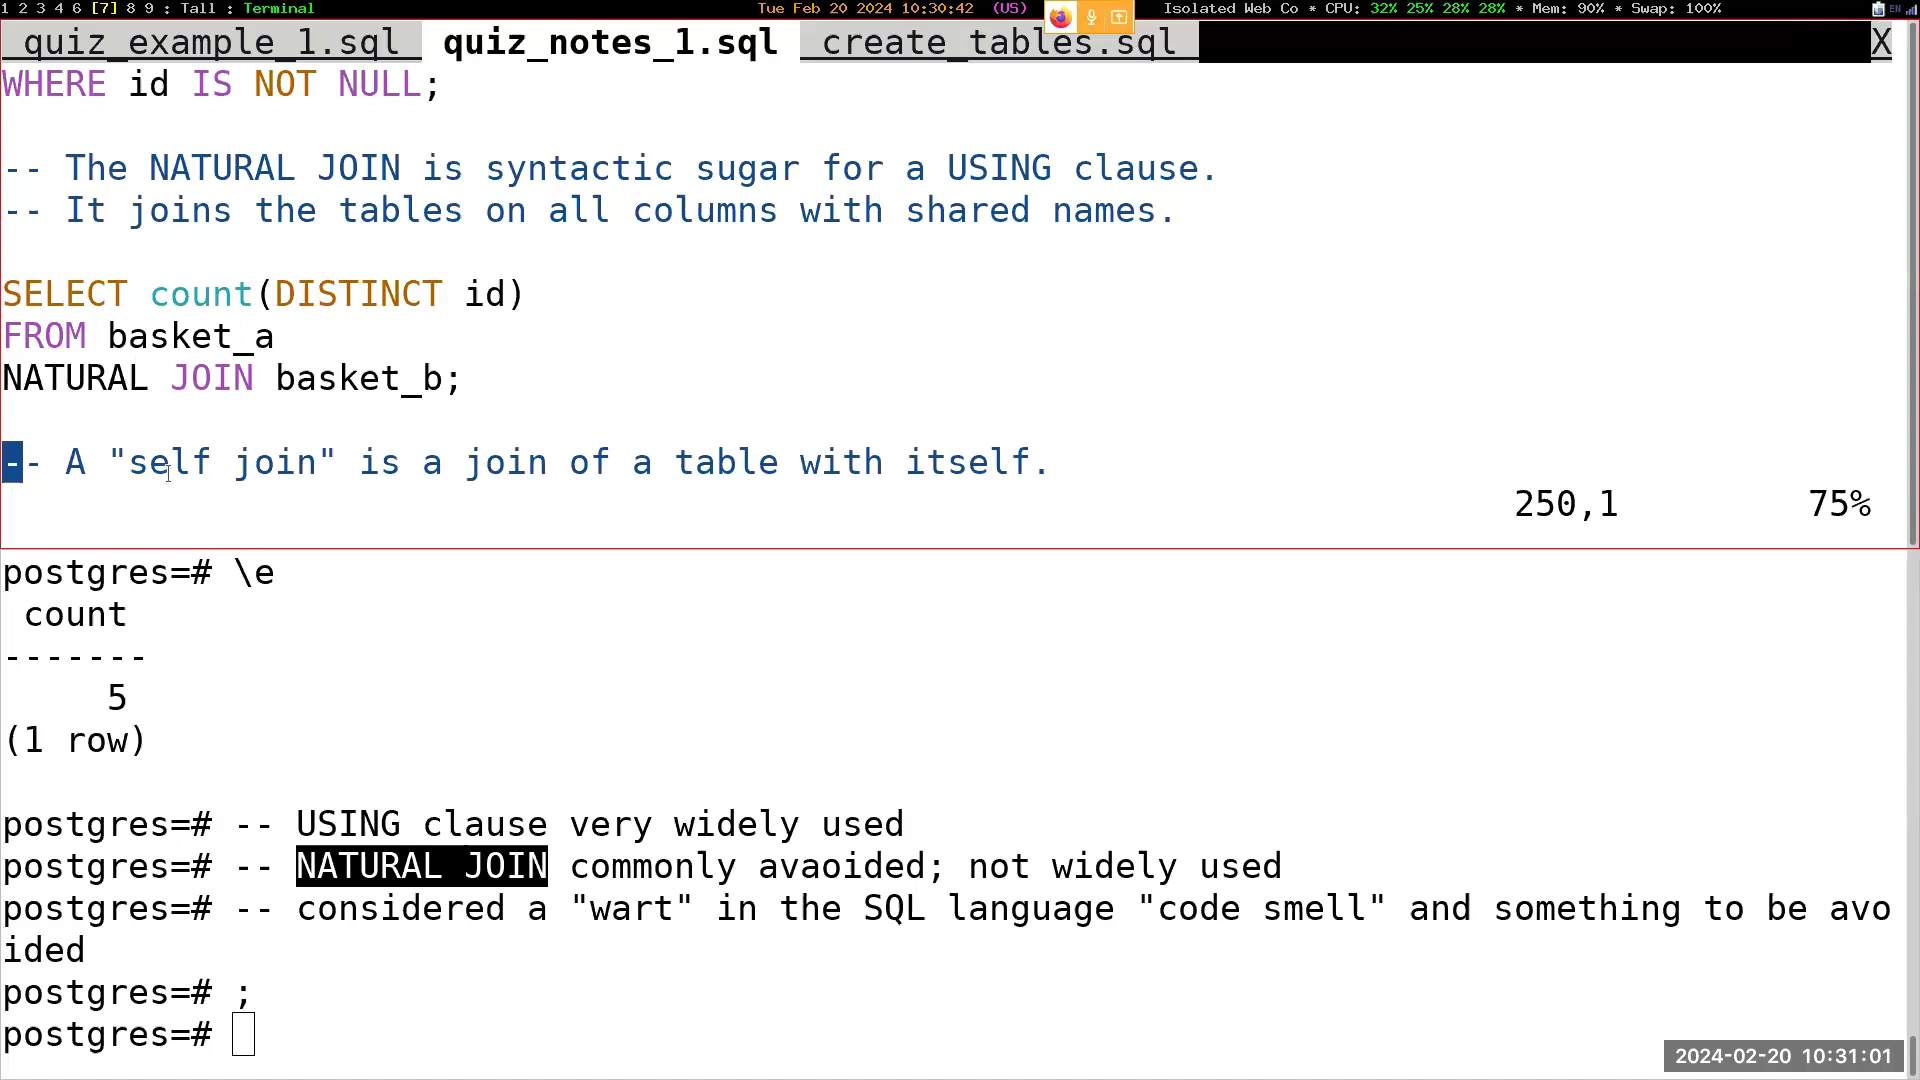 1 2 3 4 6 [7] 8 9 : Tall : Terminal Tue Feb 20 2024 10:30:42 (US) Isolated Web Co * CPU: 32% 25% 28% 28% * Mem: 90% * Swap: 100% EN
quiz_example_1.sql quiz_notes_1.sql create_tables.sql X
WHERE id IS NOT NULL;
-- The NATURAL JOIN is syntactic sugar for a USING clause.
-- It joins the tables on all columns with shared names.
SELECT count(DISTINCT id)
FROM basket_a
NATURAL JOIN basket_b;
-- A "self join" is a join of a table with itself.
250,1 75%
postgres=# \e
count
-------
5
(1 row)
postgres=# -- USING clause very widely used
postgres=# -- NATURAL JOIN commonly avaoided; not widely used
postgres=# -- considered a "wart" in the SQL language "code smell" and something to be avo
ided
postgres=# ;
postgres=#
2024-02-20 10:31:01